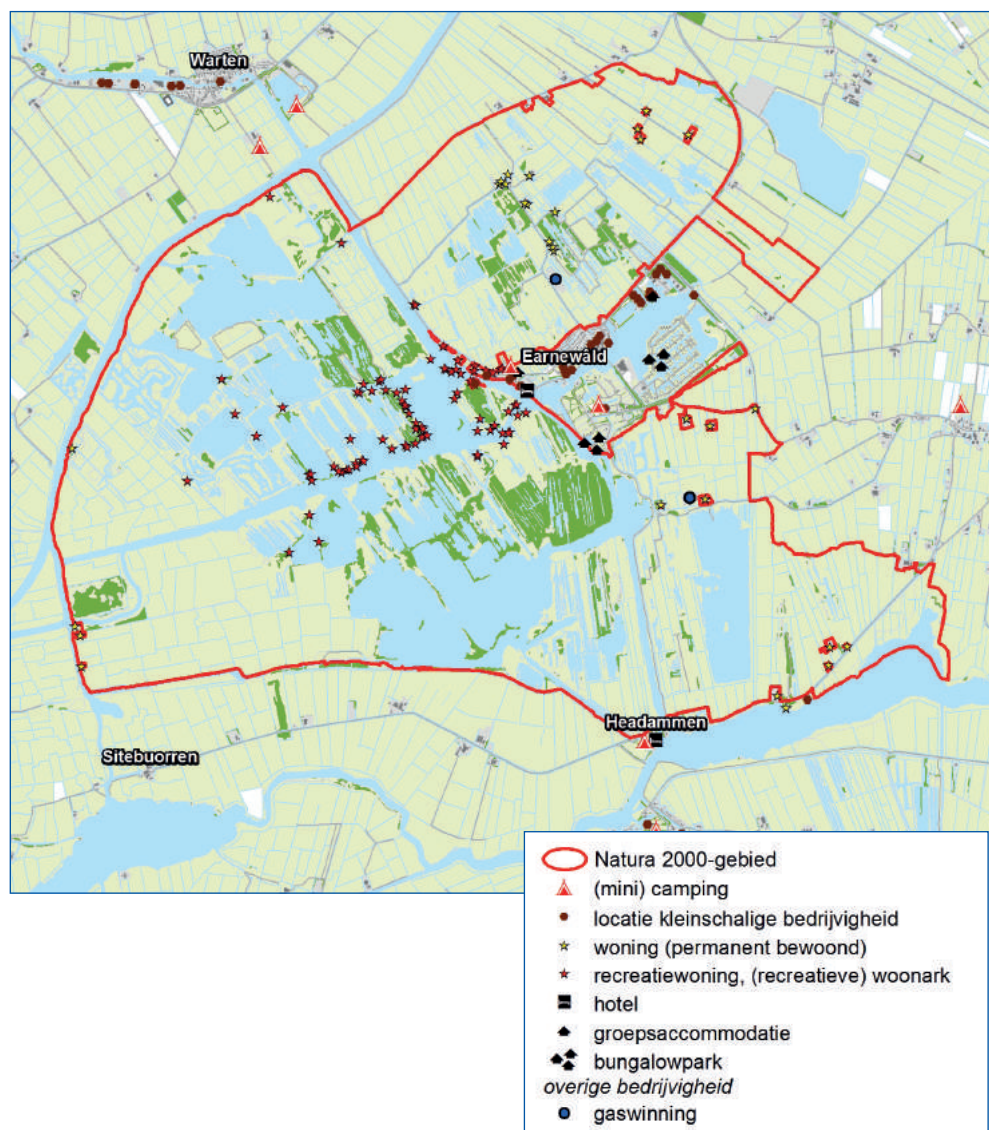 Warten
Earnewâld
Headammen
Sitebuorren
Natura 2000-gebied
(mini) camping
locatie kleinschalige bedrijvigheid
woning (permanent bewoond)
recreatiewoning, (recreatieve) woonark
hotel
groepsaccommodatie
bungalowpark
overige bedrijvigheid
gaswinning